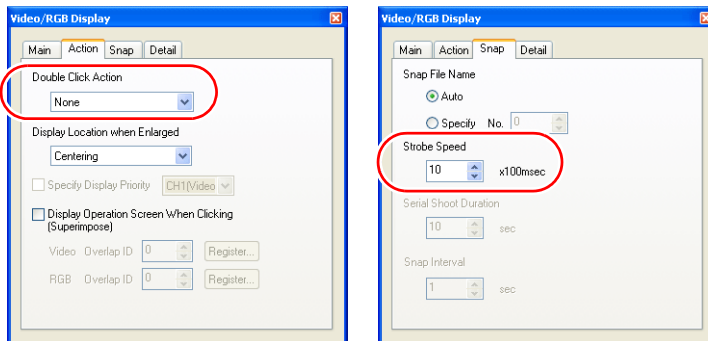 Video/RGB Display
Main Action Snap Detail
Double Click Action
None
Display Location when Enlarged
Centering
Specify Display Priority CH1(Video
Display Operation Screen When Clicking
(Superimpose)
Video Overlap ID 0 Register...
RGB Overlap ID 0 Register...
Video/RGB Display
Main Action Snap Detail
Snap File Name
Auto
Specify No. 0
Strobe Speed
10 x100msec
Serial Shoot Duration
10 sec
Snap Interval
1 sec